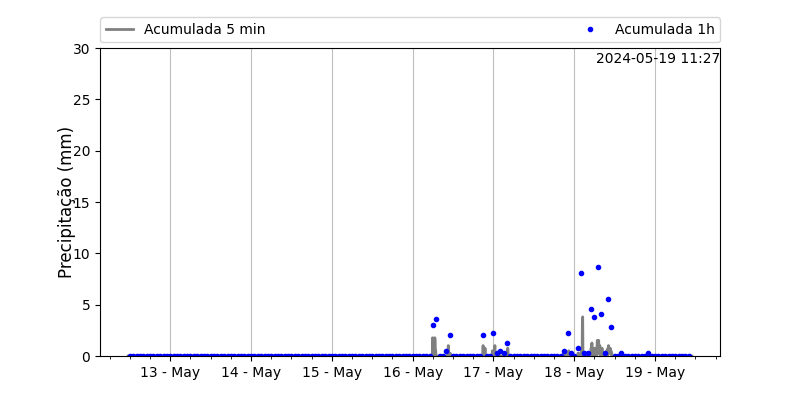 Acumulada 5 min
Acumulada 1h
2024-05-19 11:27
Precipitação (mm)
30
25
20
15
10
5
0
13 - May
14 - May
15 - May
16 - May
17 - May
18 - May
19 - May